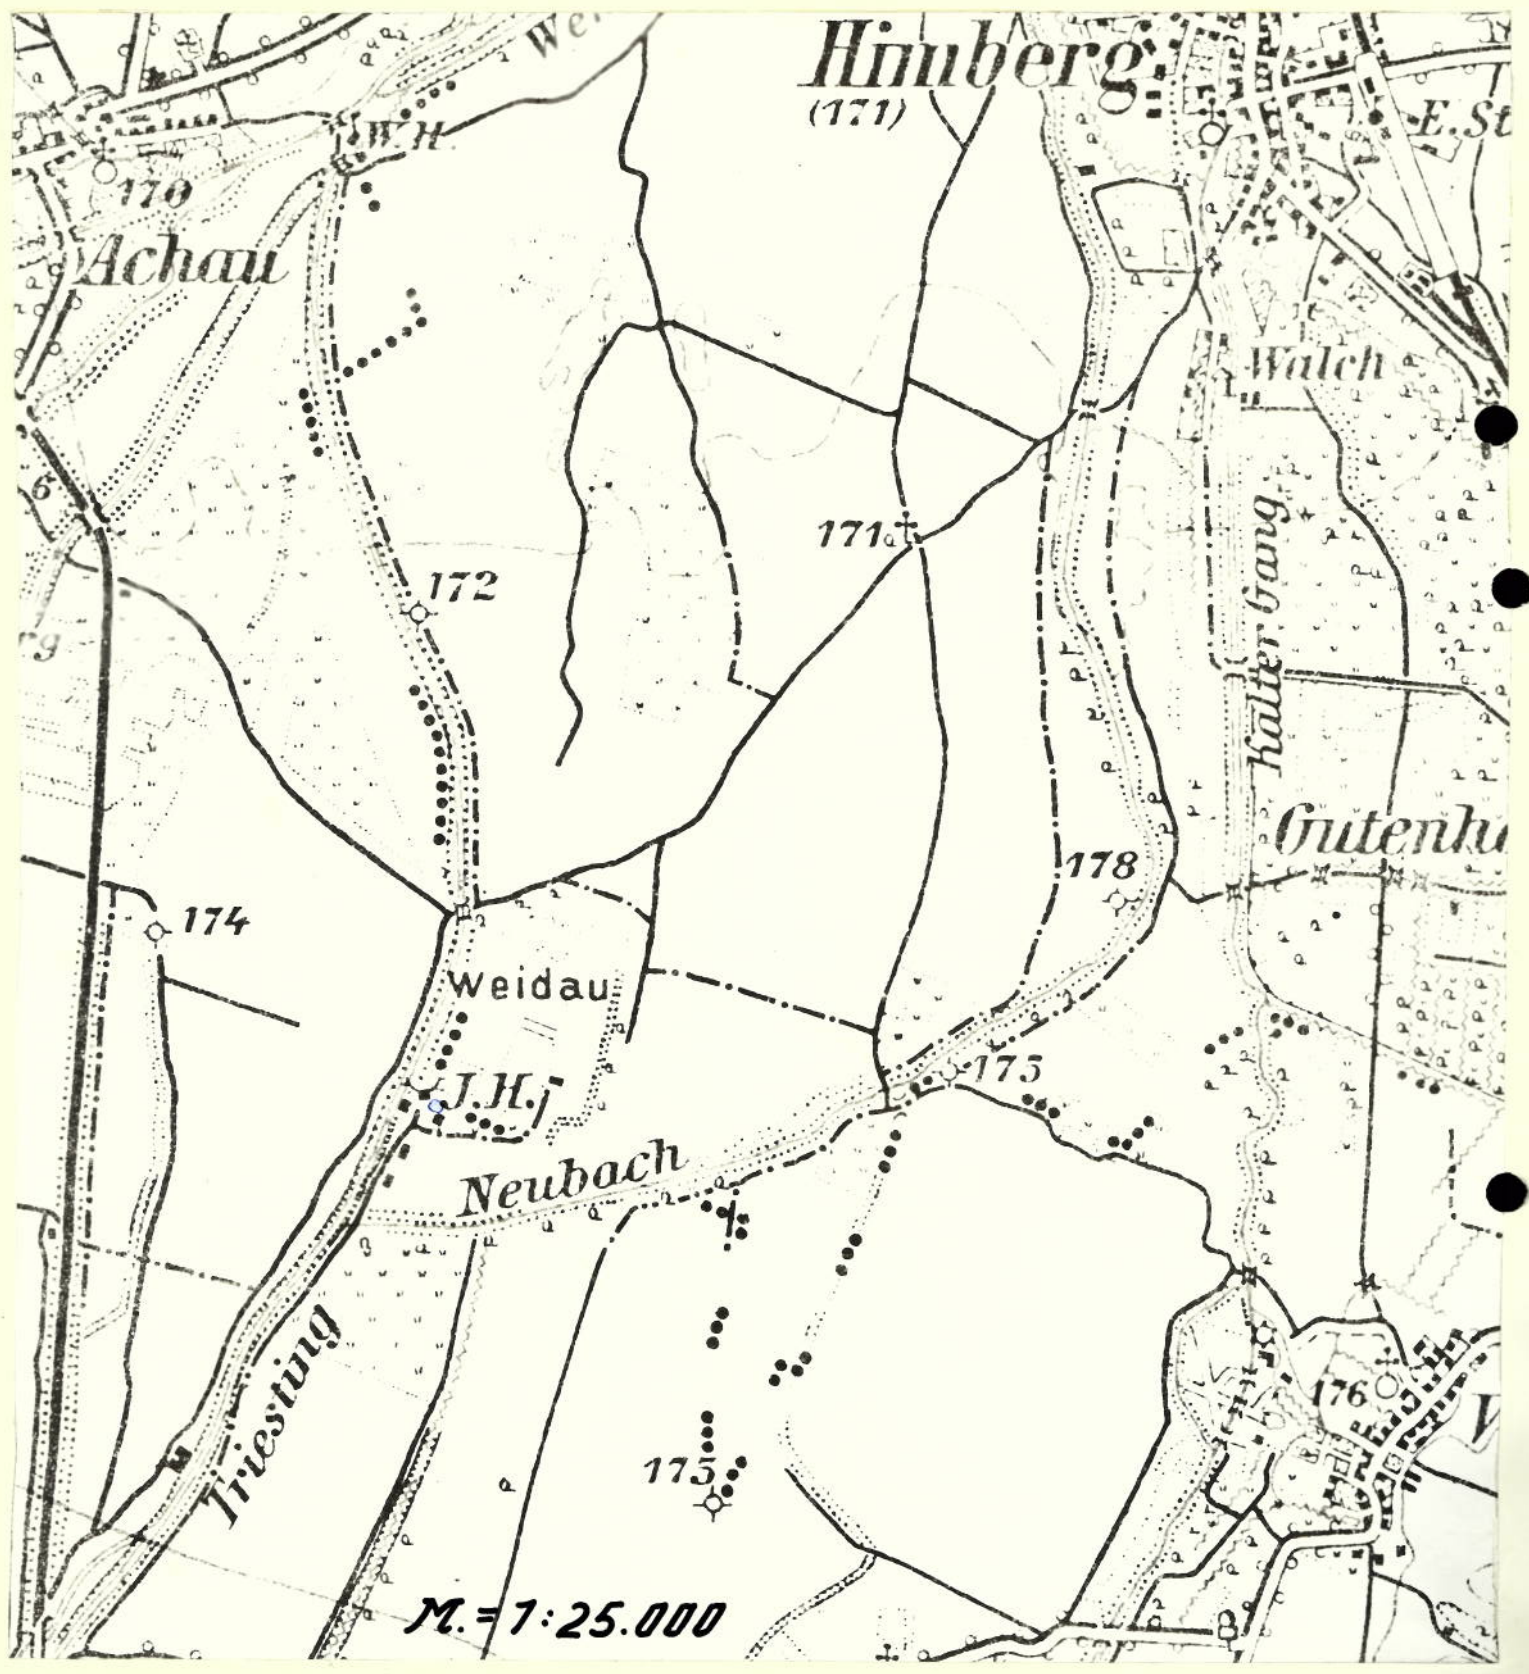 Himberg
(171)
W.H.
E.St
170
Achau
Walch
6
171
172
Kalter Gang
178
174
Weidau
175
J.H.
Neubach
Triesting
176
175
M.=1:25.000